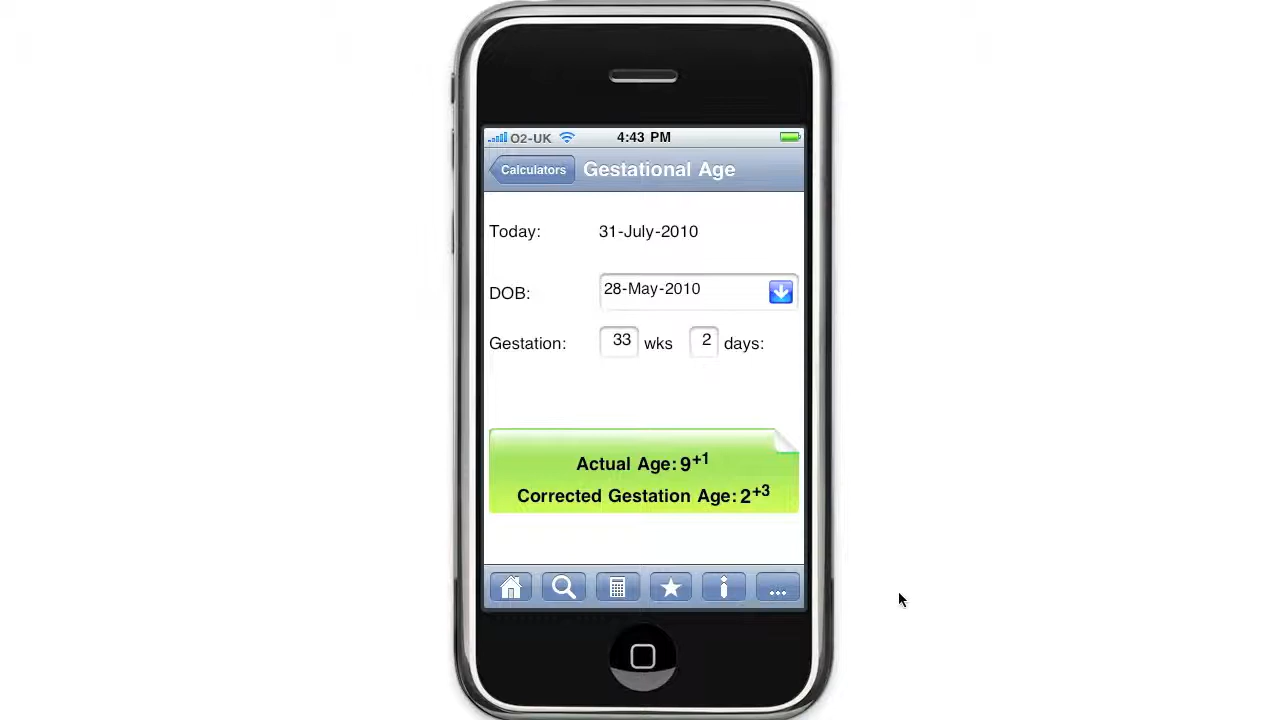 O2-UK 4:43 PM
Calculators Gestational Age
Today: 31-July-2010
DOB: 28-May-2010
Gestation: 33 wks 2 days:
Actual Age: 9+1
Corrected Gestation Age: 2+3